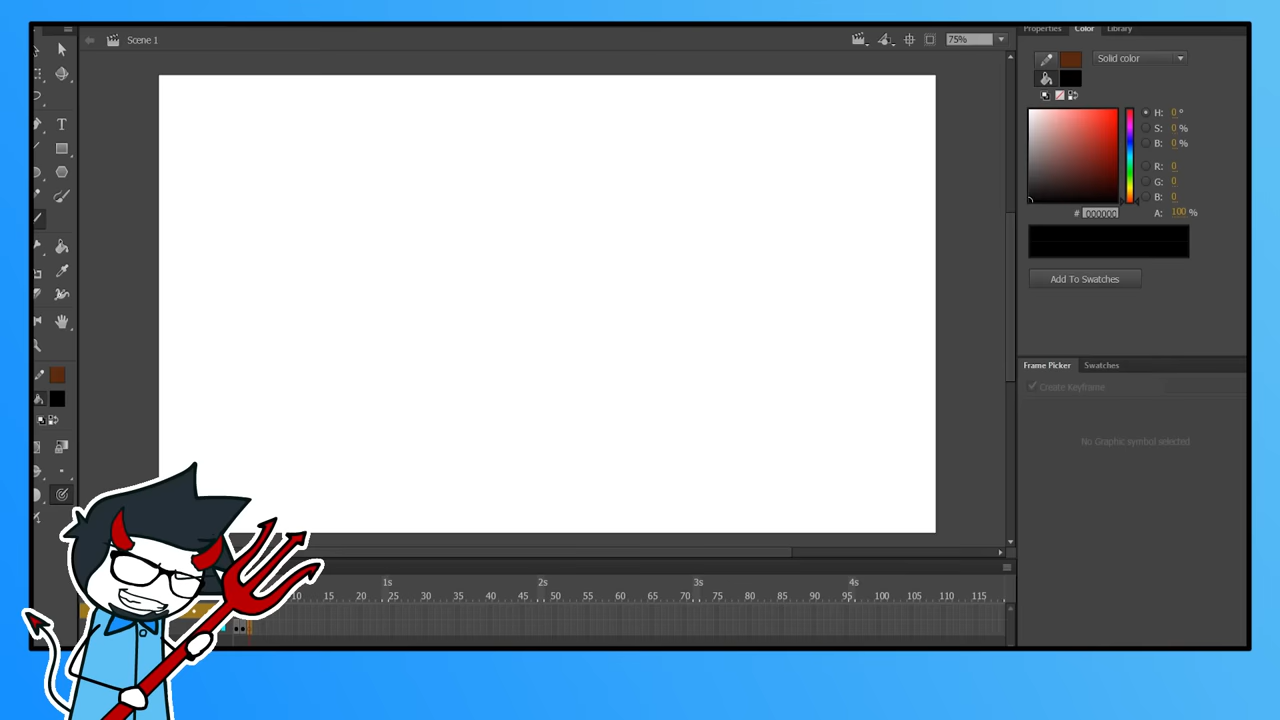 Scene 1
75%
Properties Color Library
Solid color
H: 0 °
S: 0 %
B: 0 %
R: 0
G: 0
B: 0
# 000000
A: 100 %
Add To Swatches
Frame Picker Swatches
Create Keyframe
No Graphic symbol selected
T
1s 2s 3s 4s
10 15 20 25 30 35 40 45 50 55 60 65 70 75 80 85 90 95 100 105 110 115